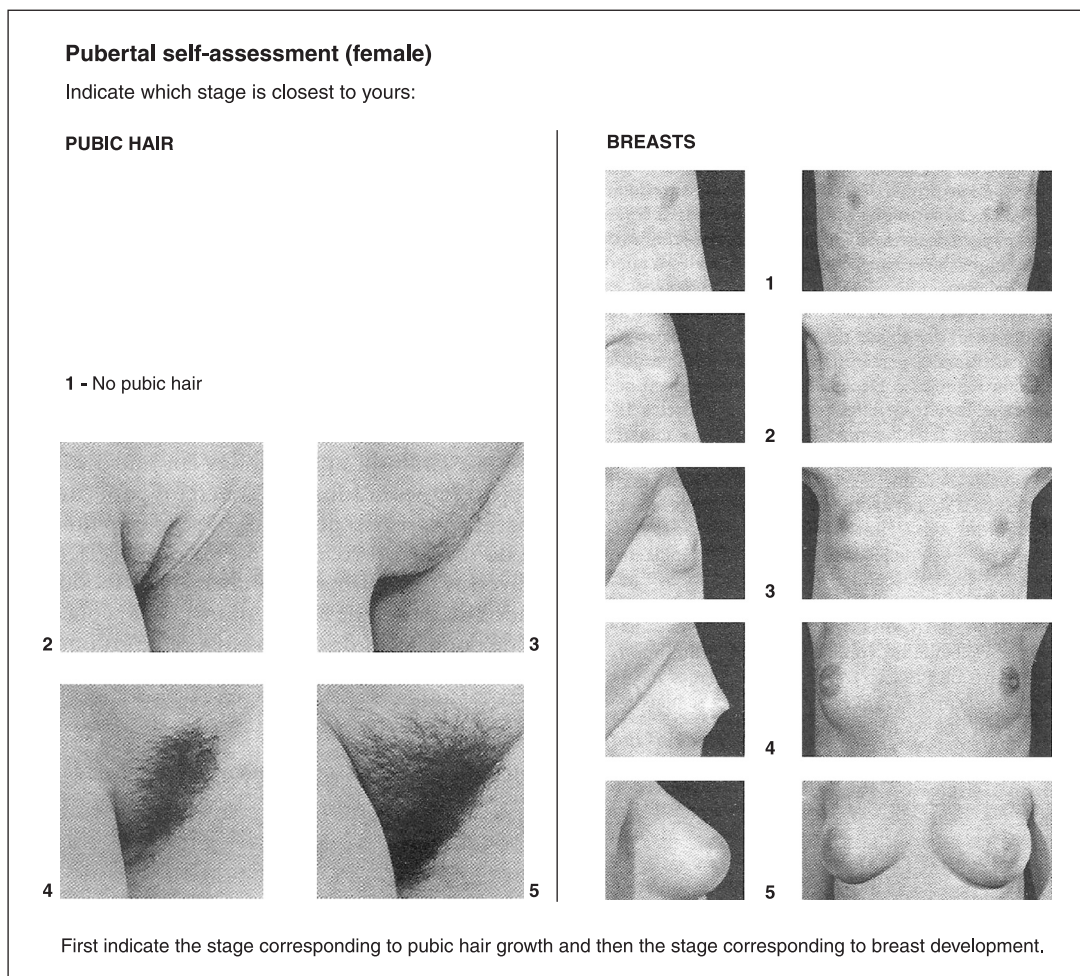 Pubertal self-assessment (female)
Indicate which stage is closest to yours:
PUBIC HAIR
1 - No pubic hair
2
3
4
5
BREASTS
1
2
3
4
5
First indicate the stage corresponding to pubic hair growth and then the stage corresponding to breast development.